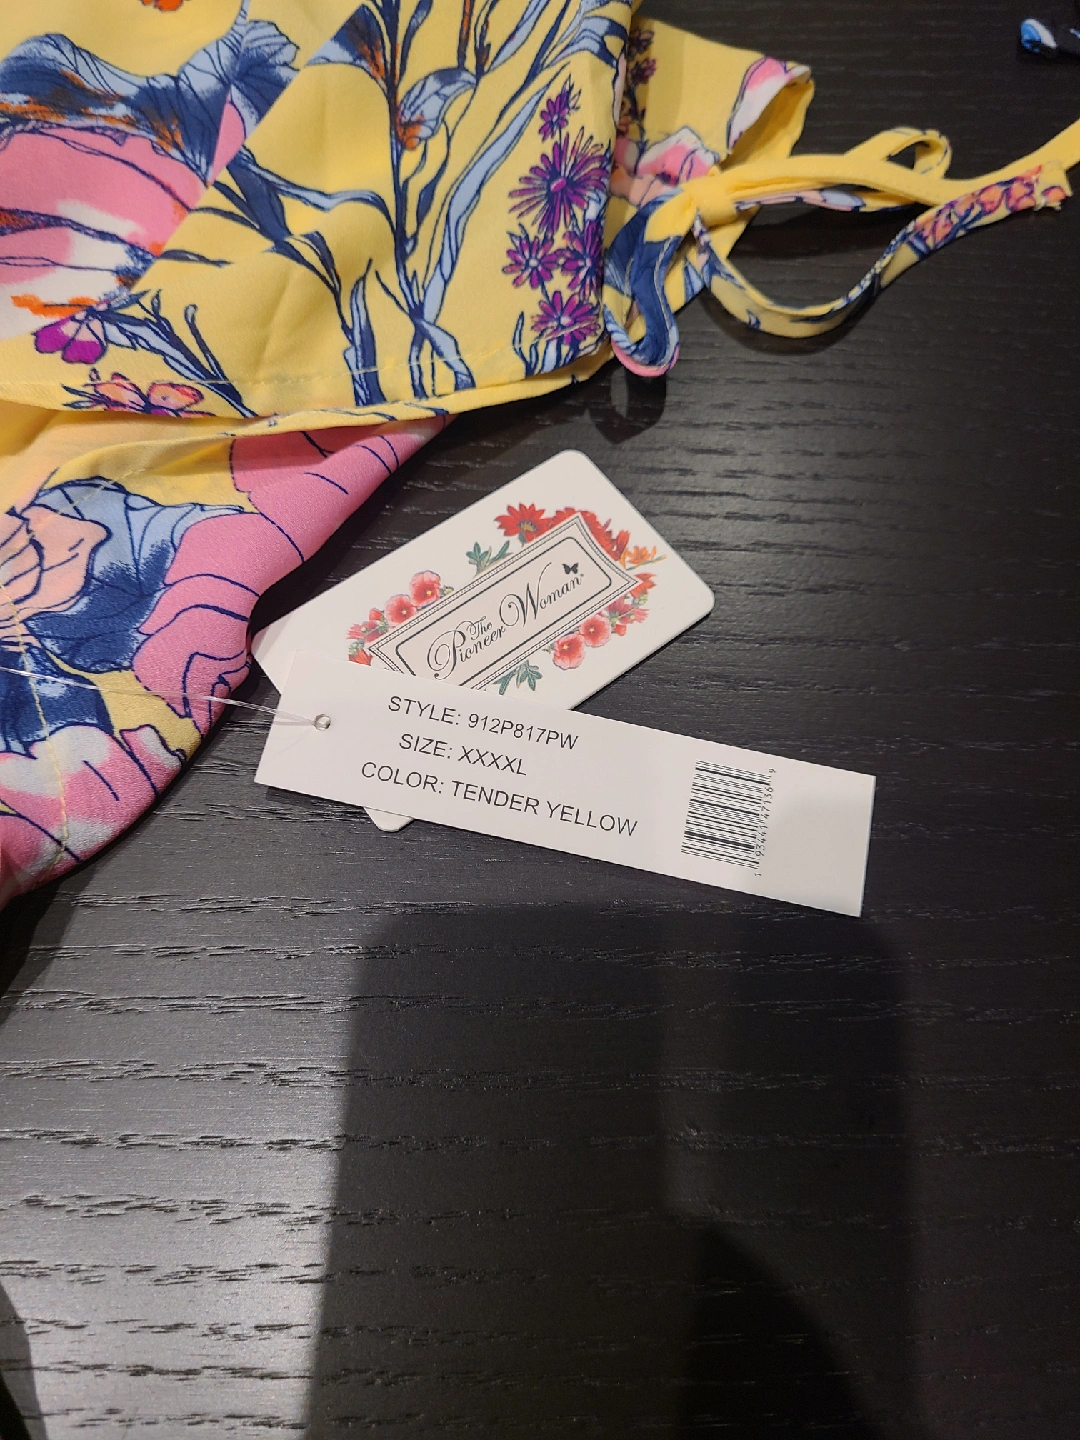 The
Pioneer Woman
STYLE: 912P817PW
SIZE: XXXXL
COLOR: TENDER YELLOW